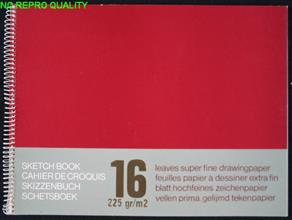 NO REPRO QUALITY
SKETCH BOOK
CAHIER DE CROQUIS
SKIZZENBUCH
SCHETSBOEK
16
225 gr/m2
leaves super fine drawingpaper
feuilles papier à dessiner extra fin
blatt hochfeines zeichenpapier
vellen prima gelijmd tekenpapier